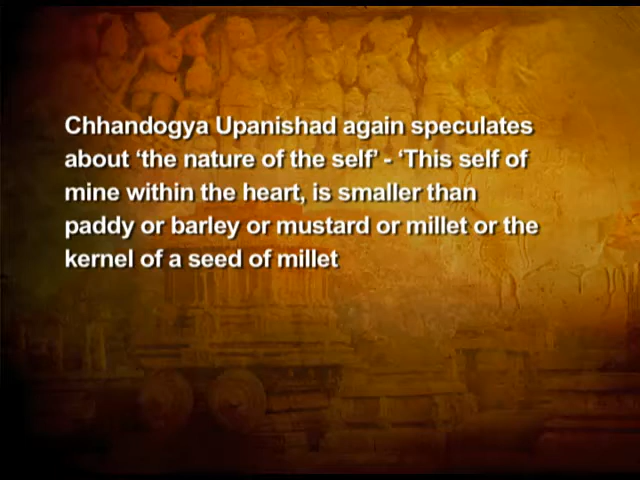 Chhandogya Upanishad again speculates
about ‘the nature of the self’ - ‘This self of
mine within the heart, is smaller than
paddy or barley or mustard or millet or the
kernel of a seed of millet